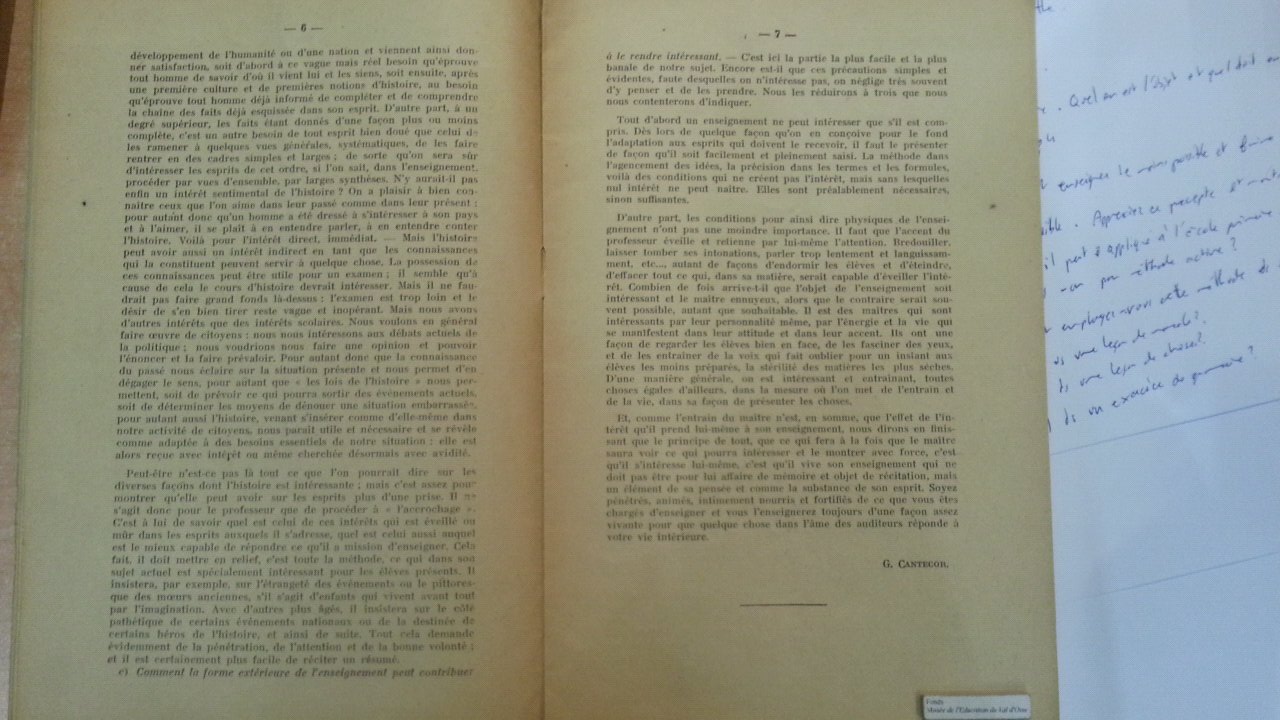 — 6 —
développement de l'humanité ou d'une nation et viennent ainsi don-
ner satisfaction, soit d'abord à ce vague mais réel besoin qu'éprouve
tout homme de savoir d'où il vient lui et les siens, soit ensuite, après
une première culture et de premières notions d'histoire, au besoin
qu'éprouve tout homme déjà informé de compléter et de comprendre
la chaîne des faits déjà esquissée dans son esprit. D'autre part, à un
degré supérieur, les faits étant donnés d'une façon plus ou moins
complète, c'est un autre besoin de tout esprit bien doué que celui de
les ramener à quelques vues générales, systématiques, de les faire
rentrer en des cadres simples et larges ; de sorte qu'on sera sûr
d'intéresser les esprits de cet ordre, si l'on sait, dans l'enseignement,
procéder par vues d'ensemble, par larges synthèses. N'y aurait-il pas
enfin un intérêt sentimental de l'histoire ? On a plaisir à bien con-
naître ceux que l'on aime dans leur passé comme dans leur présent :
pour autant donc qu'un homme a été dressé à s'intéresser à son pays
et à l'aimer, il se plaît à en entendre parler, à en entendre conter
l'histoire. Voilà pour l'intérêt direct, immédiat. — Mais l'histoire
peut avoir aussi un intérêt indirect en tant que les connaissances
qui la constituent peuvent servir à quelque chose. La possession de
ces connaissances peut être utile pour un examen ; il semble qu'à
cause de cela le cours d'histoire devrait intéresser. Mais il ne fau-
drait pas faire grand fonds là-dessus : l'examen est trop loin et le
désir de s'en bien tirer reste vague et inopérant. Mais nous avons
d'autres intérêts que des intérêts scolaires. Nous voulons en général
faire œuvre de citoyens : nous nous intéressons aux débats actuels de
la politique ; nous voudrions nous faire une opinion et pouvoir
l'énoncer et la faire prévaloir. Pour autant donc que la connaissance
du passé nous éclaire sur la situation présente et nous permet d'en
dégager le sens, pour autant que « les lois de l'histoire » nous per-
mettent, soit de prévoir ce qui pourra sortir des événements actuels,
soit de déterminer les moyens de dénouer une situation embarrassée,
pour autant aussi l'histoire, venant s'insérer comme d'elle-même dans
notre activité de citoyens, nous paraît utile et nécessaire et se révèle
comme adaptée à des besoins essentiels de notre situation : elle est
alors reçue avec intérêt ou même cherchée désormais avec avidité.
Peut-être n'est-ce pas là tout ce que l'on pourrait dire sur les
diverses façons dont l'histoire est intéressante ; mais c'est assez pour
montrer qu'elle peut avoir sur les esprits plus d'une prise. Il ne
s'agit donc pour le professeur que de procéder à « l'accrochage ».
C'est à lui de savoir quel est celui de ces intérêts qui est éveillé ou
mûr dans les esprits auxquels il s'adresse, quel est celui aussi auquel
est le mieux capable de répondre ce qu'il a mission d'enseigner. Cela
fait, il doit mettre en relief, c'est toute la méthode, ce qui dans son
sujet actuel est spécialement intéressant pour les élèves présents. Il
insistera, par exemple, sur l'étrangeté des événements ou le pittores-
que des mœurs anciennes, s'il s'agit d'enfants qui vivent avant tout
par l'imagination. Avec d'autres plus âgés, il insistera sur le côté
pathétique de certains événements nationaux ou de la destinée de
certains héros de l'histoire, et ainsi de suite. Tout cela demande
évidemment de la pénétration, de l'attention et de la bonne volonté ;
et il est certainement plus facile de réciter un résumé.
c) Comment la forme extérieure de l'enseignement peut contribuer
— 7 —
à le rendre intéressant. — C'est ici la partie la plus facile et la plus
banale de notre sujet. Encore est-il que ces précautions simples et
évidentes, faute desquelles on n'intéresse pas, on néglige très souvent
d'y penser et de les prendre. Nous les réduirons à trois que nous
nous contenterons d'indiquer.
Tout d'abord un enseignement ne peut intéresser que s'il est com-
pris. Dès lors de quelque façon qu'on en conçoive pour le fond
l'adaptation aux esprits qui doivent le recevoir, il faut le présenter
de façon qu'il soit facilement et pleinement saisi. La méthode dans
l'agencement des idées, la précision dans les termes et les formules,
voilà des conditions qui ne créent pas l'intérêt, mais sans lesquelles
nul intérêt ne peut naître. Elles sont préalablement nécessaires,
sinon suffisantes.
D'autre part, les conditions pour ainsi dire physiques de l'ensei-
gnement n'ont pas une moindre importance. Il faut que l'accent du
professeur éveille et retienne par lui-même l'attention. Bredouiller,
laisser tomber ses intonations, parler trop lentement et languissam-
ment, etc..., autant de façons d'endormir les élèves et d'éteindre,
d'effacer tout ce qui, dans sa matière, serait capable d'éveiller l'inté-
rêt. Combien de fois arrive-t-il que l'objet de l'enseignement soit
intéressant et le maître ennuyeux, alors que le contraire serait sou-
vent possible, autant que souhaitable. Il est des maîtres qui sont
intéressants par leur personnalité même, par l'énergie et la vie qui
se manifestent dans leur attitude et dans leur accent. Ils ont une
façon de regarder les élèves bien en face, de les fasciner des yeux,
et de les entraîner de la voix qui fait oublier pour un instant aux
élèves les moins préparés, la stérilité des matières les plus sèches.
D'une manière générale, on est intéressant et entraînant, toutes
choses égales d'ailleurs, dans la mesure où l'on met de l'entrain et
de la vie, dans sa façon de présenter les choses.
Et, comme l'entrain du maître n'est, en somme, que l'effet de l'in-
térêt qu'il prend lui-même à son enseignement, nous dirons en finis-
sant que le principe de tout, que ce qui fera à la fois que le maître
saura voir ce qui pourra intéresser et le montrer avec force, c'est
qu'il s'intéresse lui-même, c'est qu'il vive son enseignement qui ne
doit pas être pour lui affaire de mémoire et objet de récitation, mais
un élément de sa pensée et comme la substance de son esprit. Soyez
pénétrés, animés, intimement nourris et fortifiés de ce que vous êtes
chargés d'enseigner et vous l'enseignerez toujours d'une façon assez
vivante pour que quelque chose dans l'âme des auditeurs réponde à
votre vie intérieure.
G. CANTECOR.
Fonds
Musée de l'Education du Val d'Oise
Quel en est l'objet et quel doit
enseigner le moins possible et
Appréciez ce précepte et
il peut s'appliquer à l'école primaire
par méthode active ?
employez-vous cette méthode
une leçon de morale ?
une leçon de choses ?
un exercice de grammaire ?